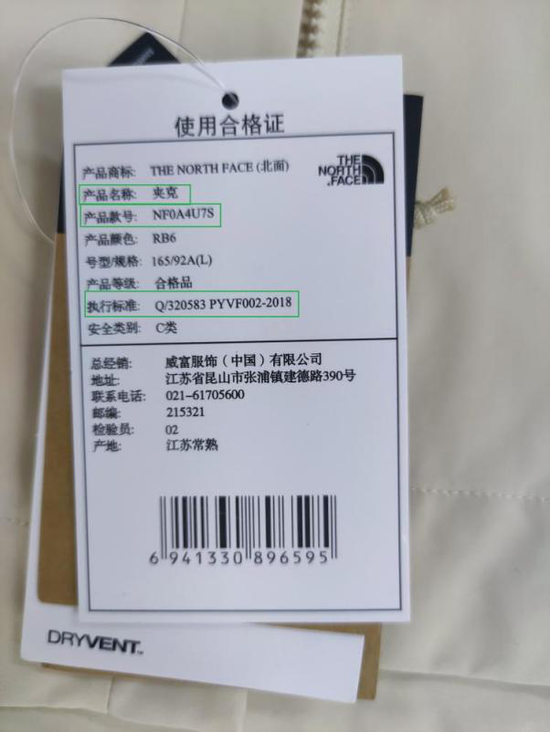 使用合格证
产品商标: THE NORTH FACE (北面)
THE
NORTH
FACE
产品名称: 夹克
产品款号: NF0A4U7S
产品颜色: RB6
号型/规格: 165/92A(L)
产品等级: 合格品
执行标准: Q/320583 PYVF002-2018
安全类别: C类
总经销: 威富服饰（中国）有限公司
地址: 江苏省昆山市张浦镇建德路390号
联系电话: 021-61705600
邮编: 215321
检验员: 02
产地: 江苏常熟
6 941330 896595
DRYVENT™